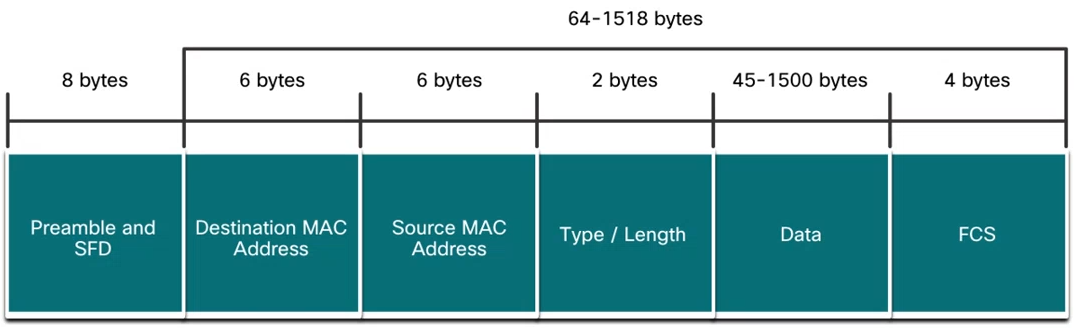 64-1518 bytes
8 bytes
6 bytes
6 bytes
2 bytes
45-1500 bytes
4 bytes
Preamble and
SFD
Destination MAC
Address
Source MAC
Address
Type / Length
Data
FCS